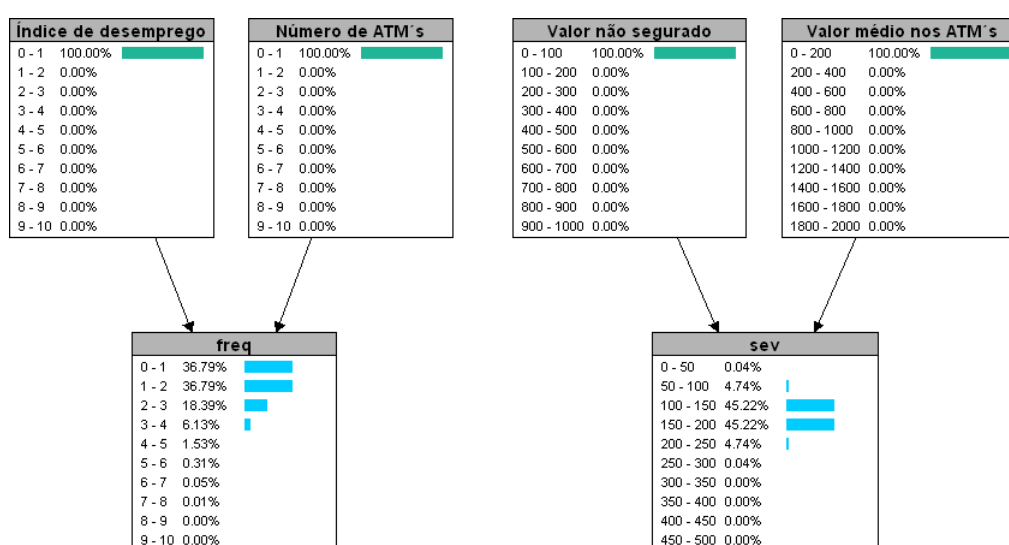 Índice de desemprego
0 - 1 100.00%
1 - 2 0.00%
2 - 3 0.00%
3 - 4 0.00%
4 - 5 0.00%
5 - 6 0.00%
6 - 7 0.00%
7 - 8 0.00%
8 - 9 0.00%
9 - 10 0.00%
Número de ATM´s
0 - 1 100.00%
1 - 2 0.00%
2 - 3 0.00%
3 - 4 0.00%
4 - 5 0.00%
5 - 6 0.00%
6 - 7 0.00%
7 - 8 0.00%
8 - 9 0.00%
9 - 10 0.00%
Valor não segurado
0 - 100 100.00%
100 - 200 0.00%
200 - 300 0.00%
300 - 400 0.00%
400 - 500 0.00%
500 - 600 0.00%
600 - 700 0.00%
700 - 800 0.00%
800 - 900 0.00%
900 - 1000 0.00%
Valor médio nos ATM´s
0 - 200 100.00%
200 - 400 0.00%
400 - 600 0.00%
600 - 800 0.00%
800 - 1000 0.00%
1000 - 1200 0.00%
1200 - 1400 0.00%
1400 - 1600 0.00%
1600 - 1800 0.00%
1800 - 2000 0.00%
freq
0 - 1 36.79%
1 - 2 36.79%
2 - 3 18.39%
3 - 4 6.13%
4 - 5 1.53%
5 - 6 0.31%
6 - 7 0.05%
7 - 8 0.01%
8 - 9 0.00%
9 - 10 0.00%
sev
0 - 50 0.04%
50 - 100 4.74%
100 - 150 45.22%
150 - 200 45.22%
200 - 250 4.74%
250 - 300 0.04%
300 - 350 0.00%
350 - 400 0.00%
400 - 450 0.00%
450 - 500 0.00%